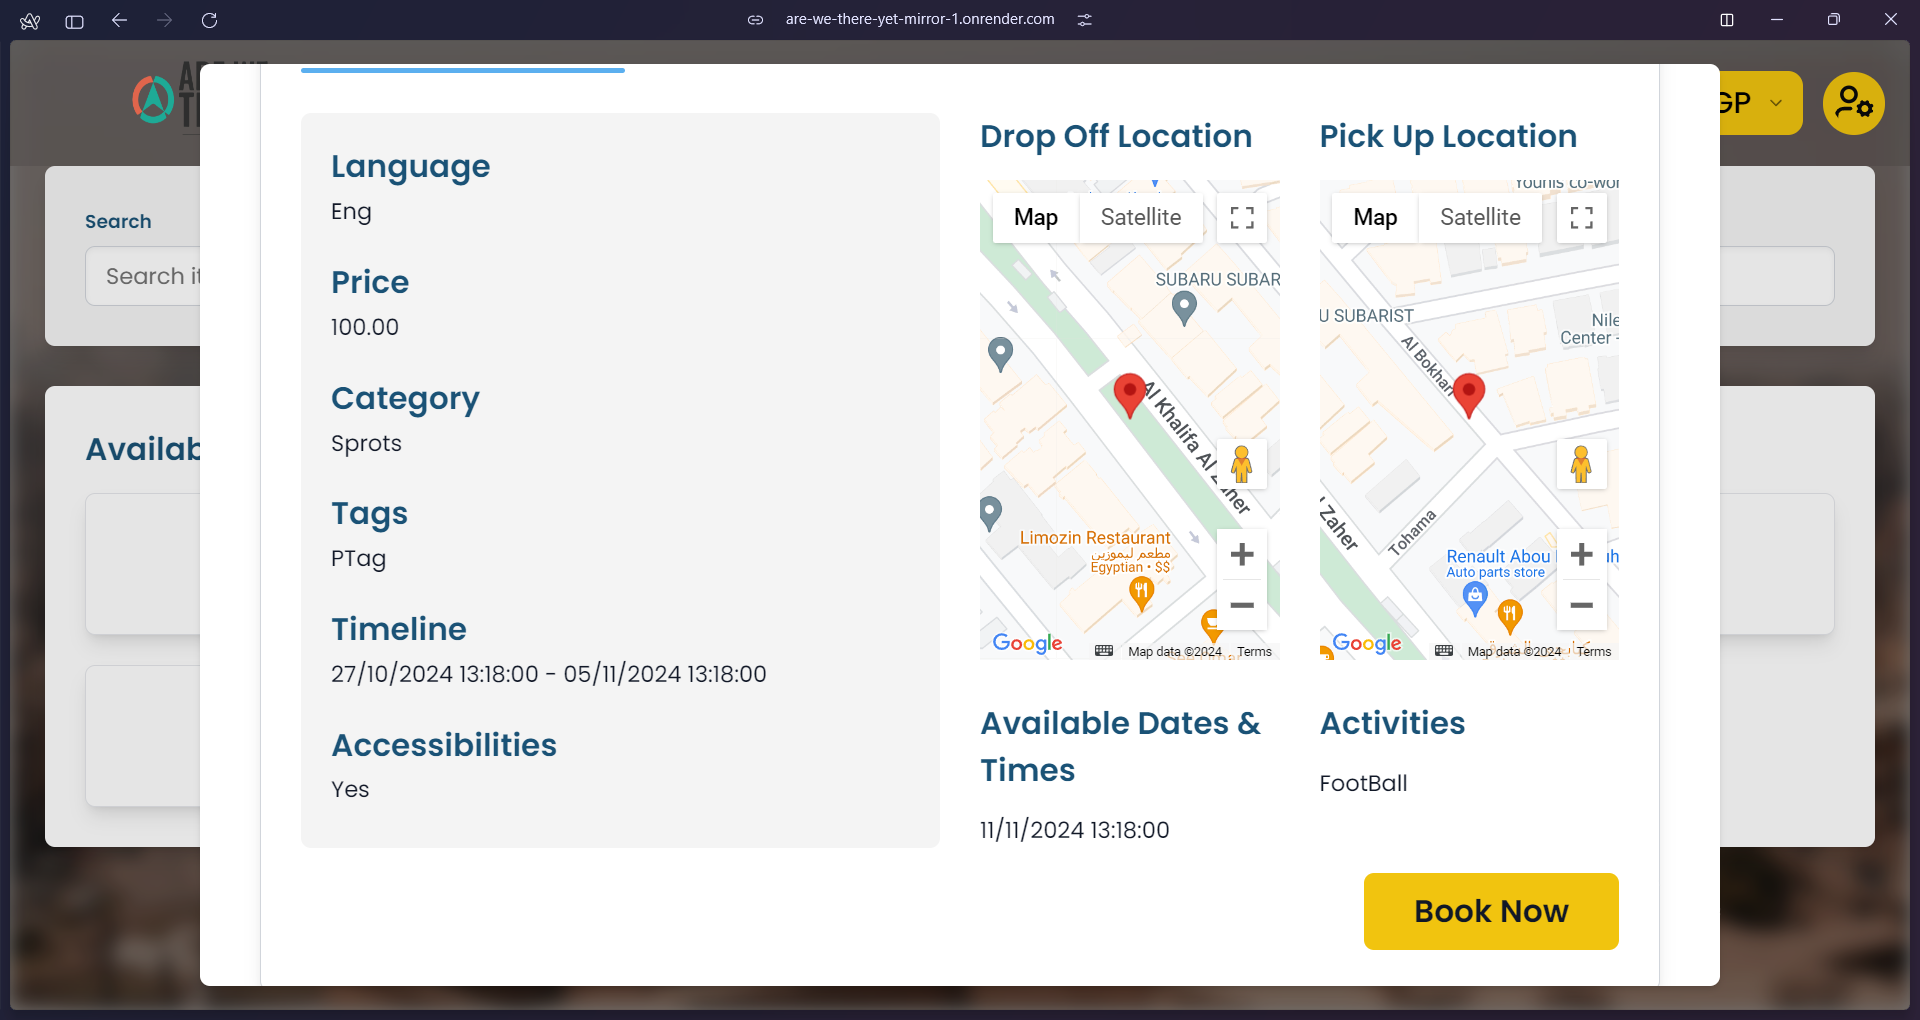 are-we-there-yet-mirror-1.onrender.com
GP
Search
Search
Language
Eng
Price
100.00
Category
Sprots
Tags
PTag
Timeline
27/10/2024 13:18:00 - 05/11/2024 13:18:00
Accessibilities
Yes
Drop Off Location
Map
Satellite
SUBARU SUBAR
Al Khalifa Al Zaher
Limozin Restaurant
مطعم ليموزين
Egyptian • $$
Google
Map data ©2024
Terms
Pick Up Location
Younis co-wor
Map
Satellite
U SUBARIST
Nile
Center
Al Bokhari
l Zaher
Tohama
Renault Abou
Auto parts store
Google
Map data ©2024
Terms
Available Dates &
Times
11/11/2024 13:18:00
Activities
FootBall
Book Now